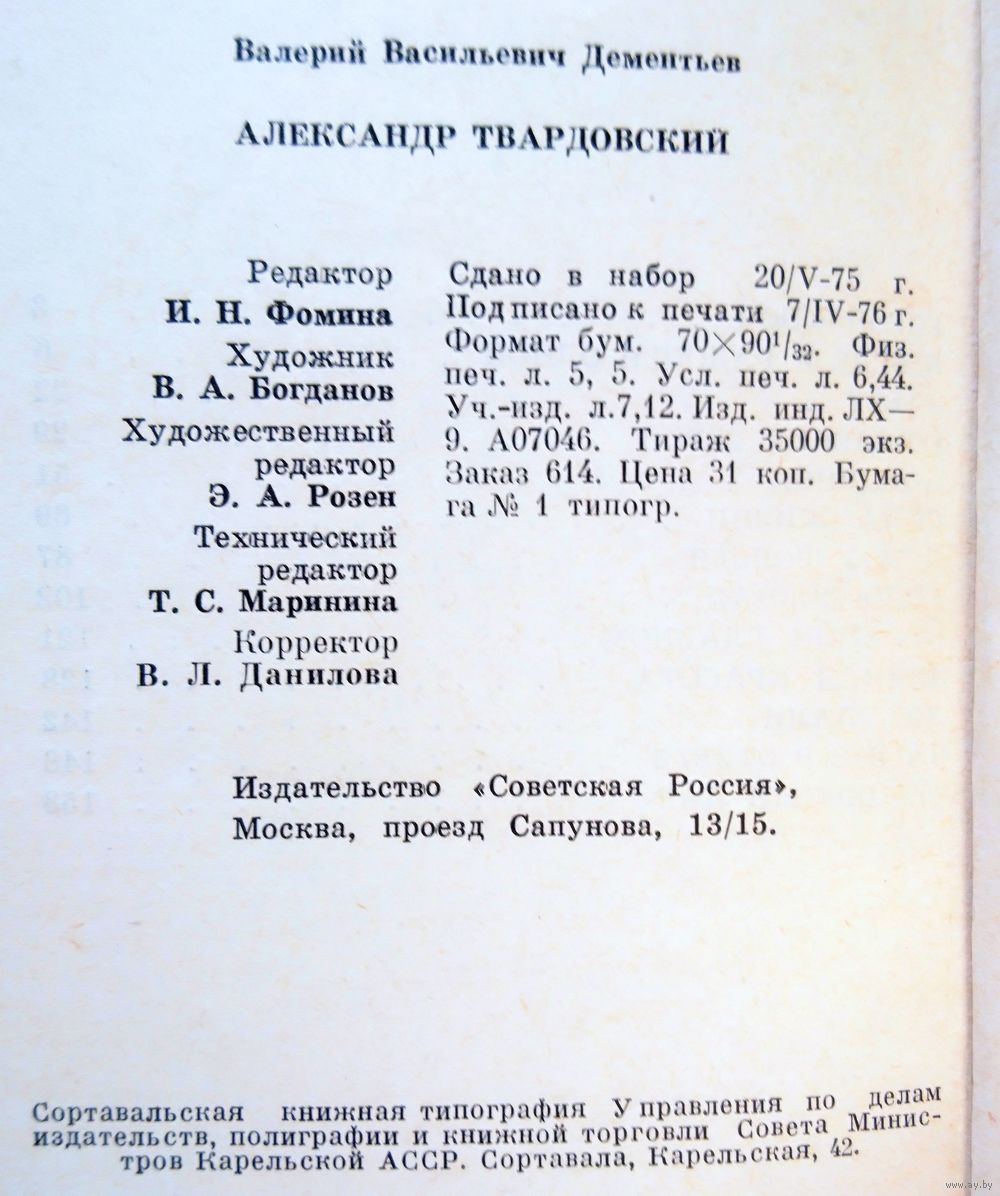 Валерий Васильевич Дементьев
АЛЕКСАНДР ТВАРДОВСКИЙ
Редактор
И. Н. Фомина
Художник
В. А. Богданов
Художественный
редактор
Э. А. Розен
Технический
редактор
Т. С. Маринина
Корректор
В. Л. Данилова
Сдано в набор 20/V-75 г.
Подписано к печати 7/IV-76 г.
Формат бум. 70×90¹/₃₂. Физ.
печ. л. 5, 5. Усл. печ. л. 6,44.
Уч.-изд. л.7,12. Изд. инд. ЛХ—
9. А07046. Тираж 35000 экз.
Заказ 614. Цена 31 коп. Бума-
га № 1 типогр.
Издательство «Советская Россия»,
Москва, проезд Сапунова, 13/15.
Сортавальская книжная типография Управления по делам
издательств, полиграфии и книжной торговли Совета Минис-
тров Карельской АССР. Сортавала, Карельская, 42.
www.ay.by